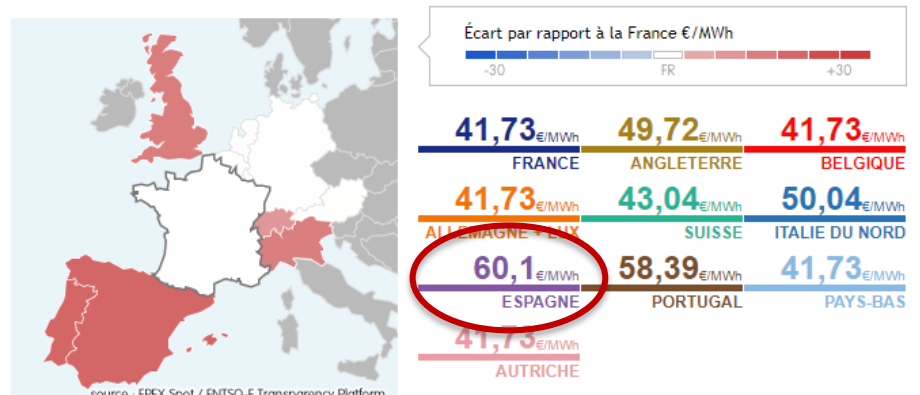 Écart par rapport à la France €/MWh
-30 FR +30
41,73€/MWh 49,72€/MWh 41,73€/MWh
FRANCE ANGLETERRE BELGIQUE
41,73€/MWh 43,04€/MWh 50,04€/MWh
ALLEMAGNE + LUX SUISSE ITALIE DU NORD
60,1€/MWh 58,39€/MWh 41,73€/MWh
ESPAGNE PORTUGAL PAYS-BAS
41,73€/MWh
AUTRICHE
source : EPEX Spot / ENTSO-E Transparency Platform